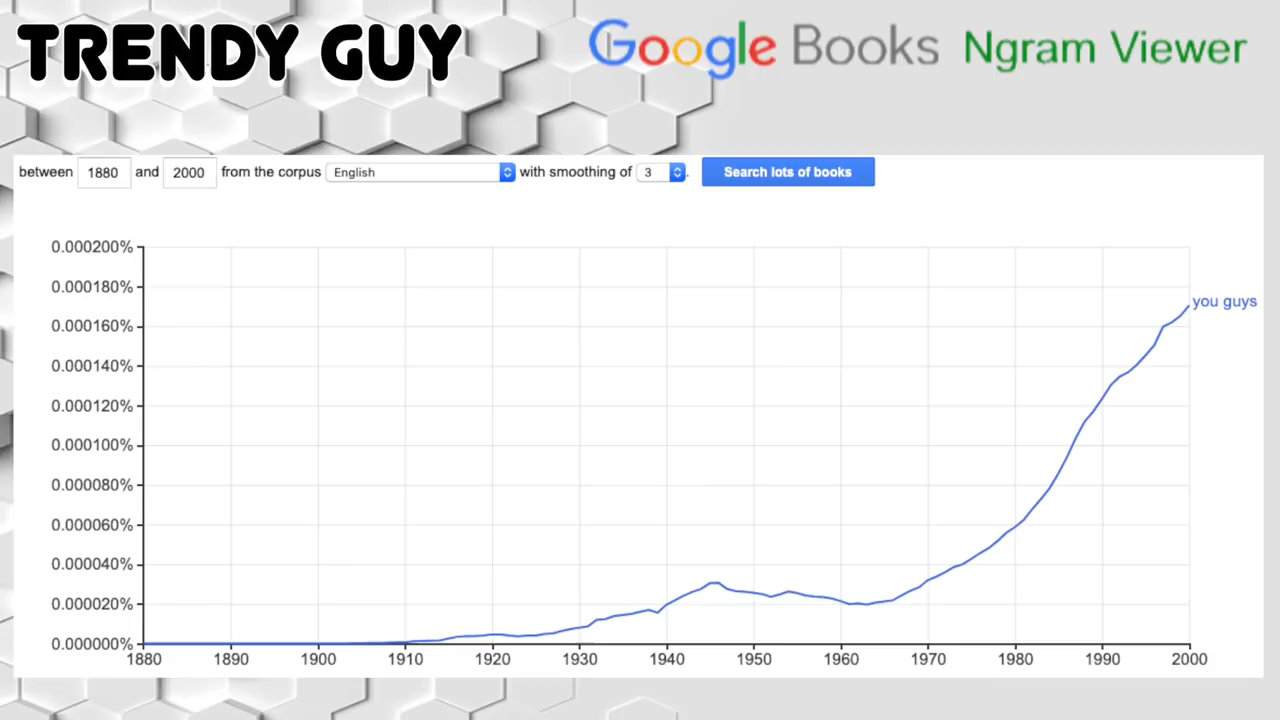 TRENDY GUY
Google Books Ngram Viewer
between 1880 and 2000 from the corpus English with smoothing of 3 . Search lots of books
0.000200%
0.000180%
you guys
0.000160%
0.000140%
0.000120%
0.000100%
0.000080%
0.000060%
0.000040%
0.000020%
0.000000%
1880 1890 1900 1910 1920 1930 1940 1950 1960 1970 1980 1990 2000